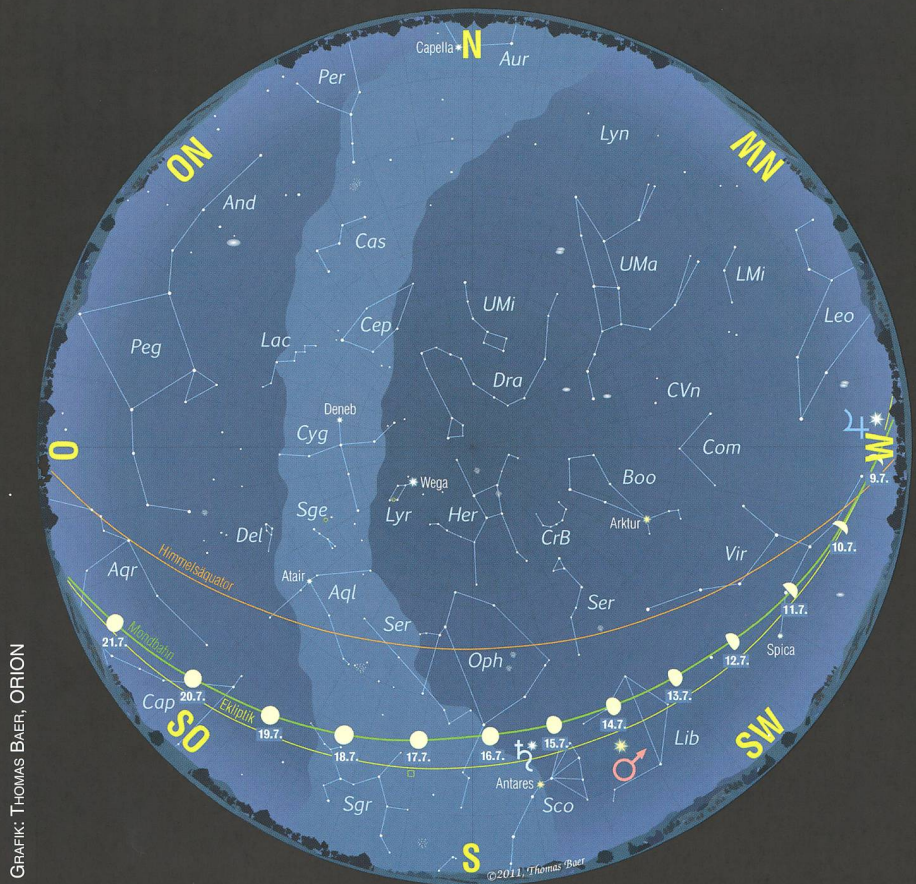 Capella
N
Aur
Per
Lyn
NO
NW
And
Cas
UMa
LMi
UMi
Leo
Cep
Lac
Peg
Dra
CVn
Deneb
♃
Cyg
Com
O
W
Boo
9.7.
Wega
Sge
Lyr
Her
Arktur
10.7.
Del
CrB
Vir
Himmelsäquator
Aqr
Atair
Aql
Ser
11.7.
Ser
21.7.
Mondbahn
Spica
Oph
12.7.
20.7.
13.7.
Cap
Ekliptik
14.7.
SO
19.7.
SW
Lib
15.7.
18.7.
17.7.
16.7.
♄
♂
Antares
Sgr
Sco
S
©2011, Thomas Baer
GRAFIK: THOMAS BAER, ORION